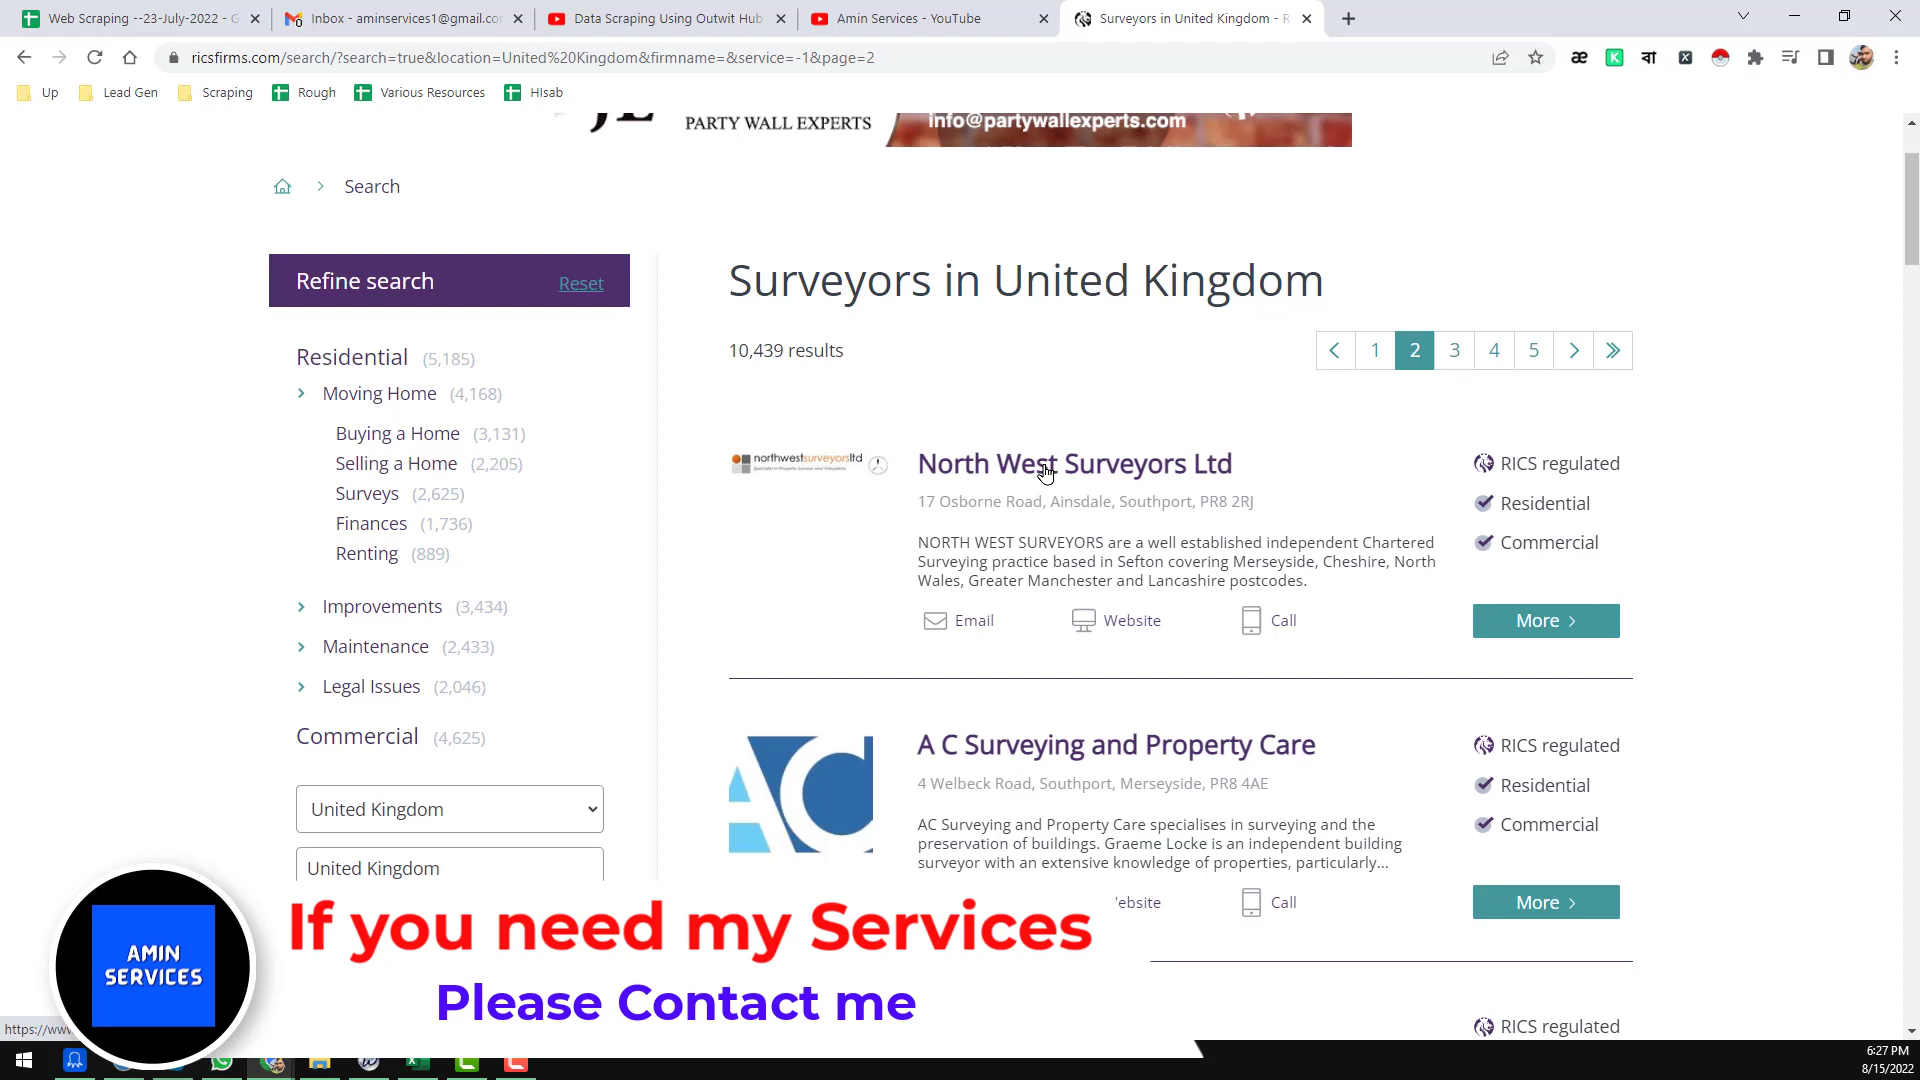 Web Scraping --23-July-2022 - G
Inbox - aminservices1@gmail.co
Data Scraping Using Outwit Hub
Amin Services - YouTube
Surveyors in United Kingdom - R
ricsfirms.com/search/?search=true&location=United%20Kingdom&firmname=&service=-1&page=2
Up
Lead Gen
Scraping
Rough
Various Resources
HIsab
PARTY WALL EXPERTS
info@partywallexperts.com
Search
Refine search
Reset
Residential (5,185)
Moving Home (4,168)
Buying a Home (3,131)
Selling a Home (2,205)
Surveys (2,625)
Finances (1,736)
Renting (889)
Improvements (3,434)
Maintenance (2,433)
Legal Issues (2,046)
Commercial (4,625)
United Kingdom
United Kingdom
Surveyors in United Kingdom
10,439 results
1 2 3 4 5
northwestsurveyorsltd
North West Surveyors Ltd
17 Osborne Road, Ainsdale, Southport, PR8 2RJ
NORTH WEST SURVEYORS are a well established independent Chartered
Surveying practice based in Sefton covering Merseyside, Cheshire, North
Wales, Greater Manchester and Lancashire postcodes.
Email
Website
Call
RICS regulated
Residential
Commercial
More
AC
A C Surveying and Property Care
4 Welbeck Road, Southport, Merseyside, PR8 4AE
AC Surveying and Property Care specialises in surveying and the
preservation of buildings. Graeme Locke is an independent building
surveyor with an extensive knowledge of properties, particularly...
ebsite
Call
RICS regulated
Residential
Commercial
More
RICS regulated
AMIN
SERVICES
If you need my Services
Please Contact me
https://ww
6:27 PM
8/15/2022